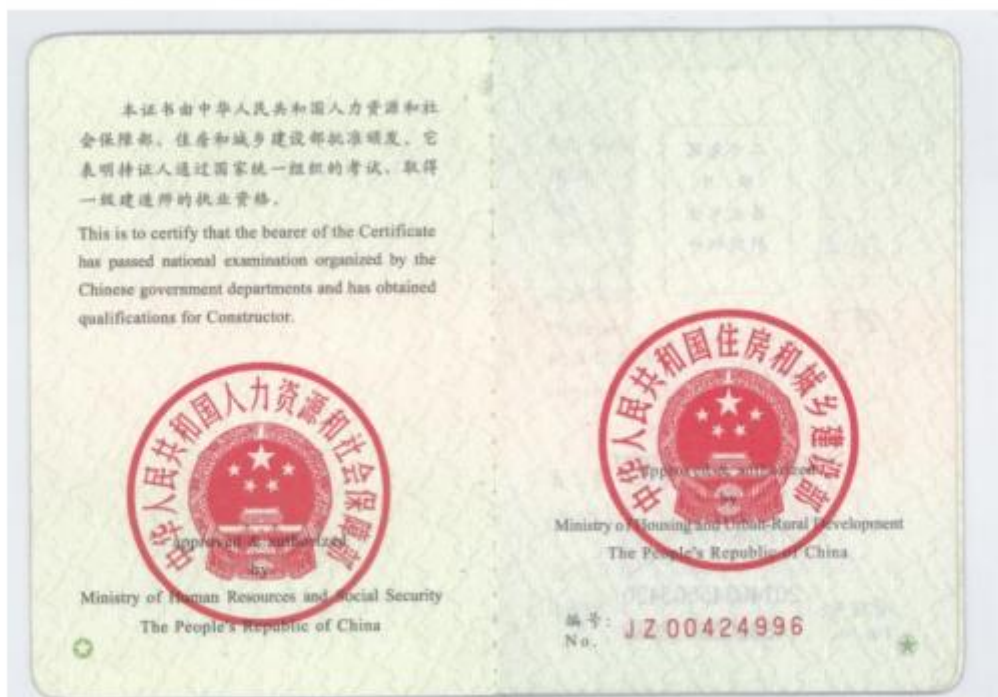 本证书由中华人民共和国人力资源和社
会保障部、住房和城乡建设部批准颁发。它
表明持证人通过国家统一组织的考试，取得
一级建造师的执业资格。
This is to certify that the bearer of the Certificate
has passed national examination organized by the
Chinese government departments and has obtained
qualifications for Constructor.
中华人民共和国人力资源和社会保障部
approved & authorized
by
Ministry of Human Resources and Social Security
The People's Republic of China
中华人民共和国住房和城乡建设部
approved & authorized
by
Ministry of Housing and Urban-Rural Development
The People's Republic of China
编号:
No. JZ00424996